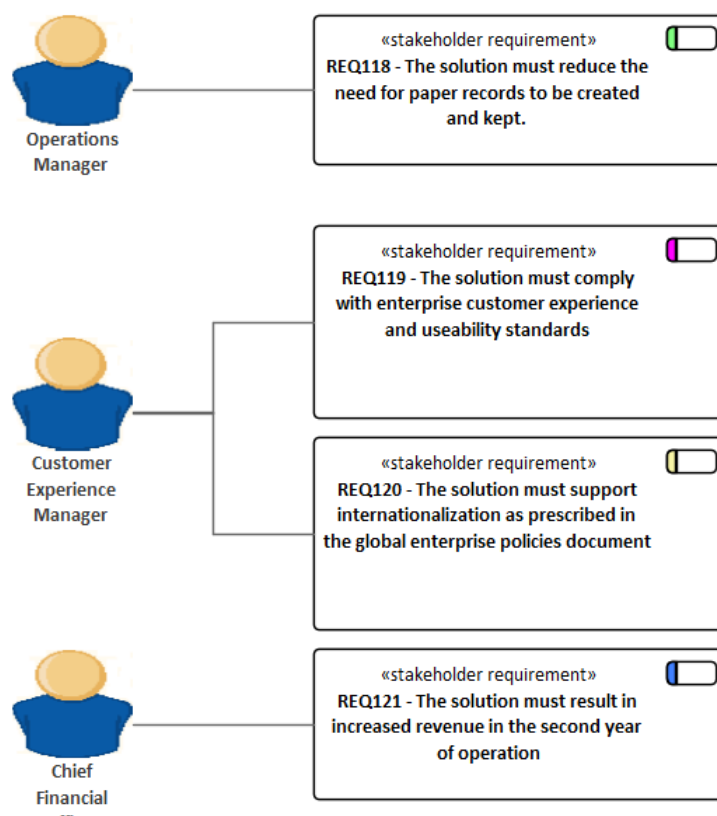 «stakeholder requirement»
REQ118 - The solution must reduce the
need for paper records to be created
and kept.
Operations
Manager
«stakeholder requirement»
REQ119 - The solution must comply
with enterprise customer experience
and useability standards
Customer
Experience
Manager
«stakeholder requirement»
REQ120 - The solution must support
internationalization as prescribed in
the global enterprise policies document
«stakeholder requirement»
REQ121 - The solution must result in
increased revenue in the second year
of operation
Chief
Financial